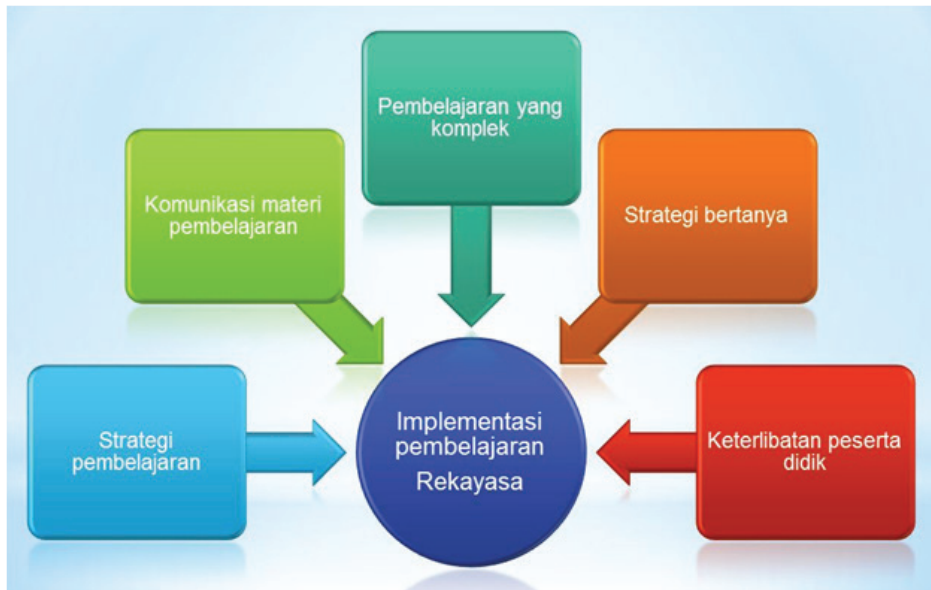 Pembelajaran yang
komplek
Komunikasi materi
pembelajaran
Strategi bertanya
Strategi
pembelajaran
Implementasi
pembelajaran
Rekayasa
Keterlibatan peserta
didik